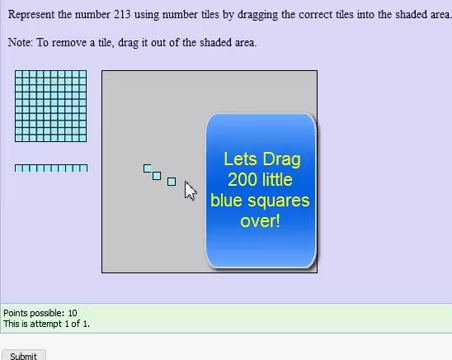 Represent the number 213 using number tiles by dragging the correct tiles into the shaded area.
Note: To remove a tile, drag it out of the shaded area.
Lets Drag
200 little
blue squares
over!
Points possible: 10
This is attempt 1 of 1.
Submit